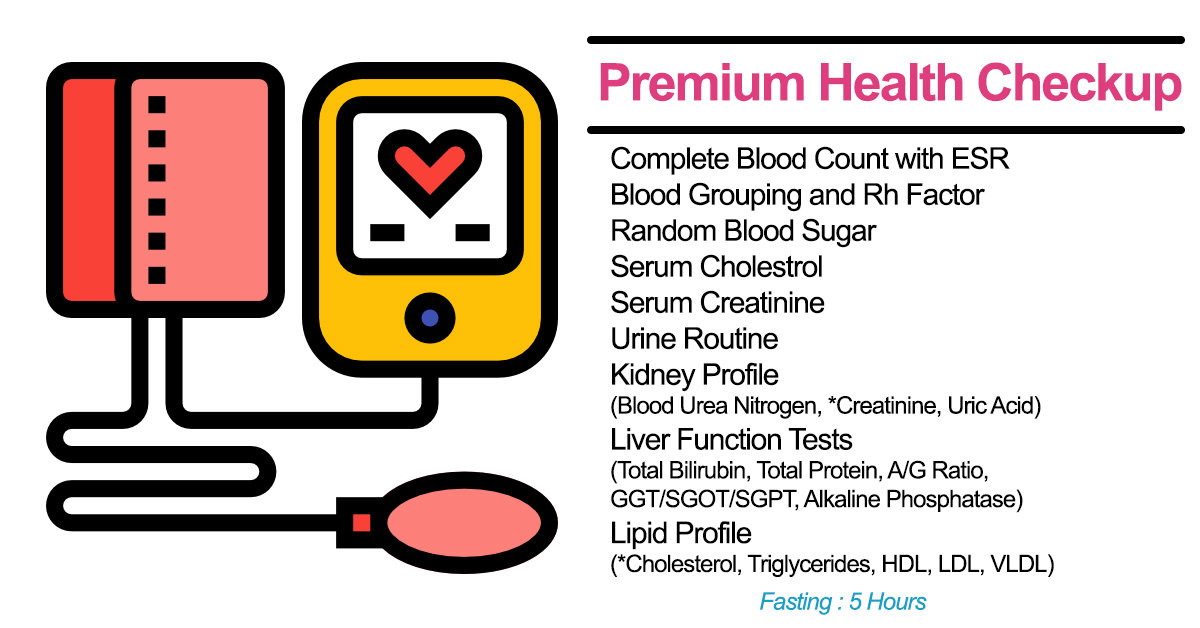 Premium Health Checkup
Complete Blood Count with ESR
Blood Grouping and Rh Factor
Random Blood Sugar
Serum Cholestrol
Serum Creatinine
Urine Routine
Kidney Profile
(Blood Urea Nitrogen, *Creatinine, Uric Acid)
Liver Function Tests
(Total Bilirubin, Total Protein, A/G Ratio,
GGT/SGOT/SGPT, Alkaline Phosphatase)
Lipid Profile
(*Cholesterol, Triglycerides, HDL, LDL, VLDL)
Fasting : 5 Hours